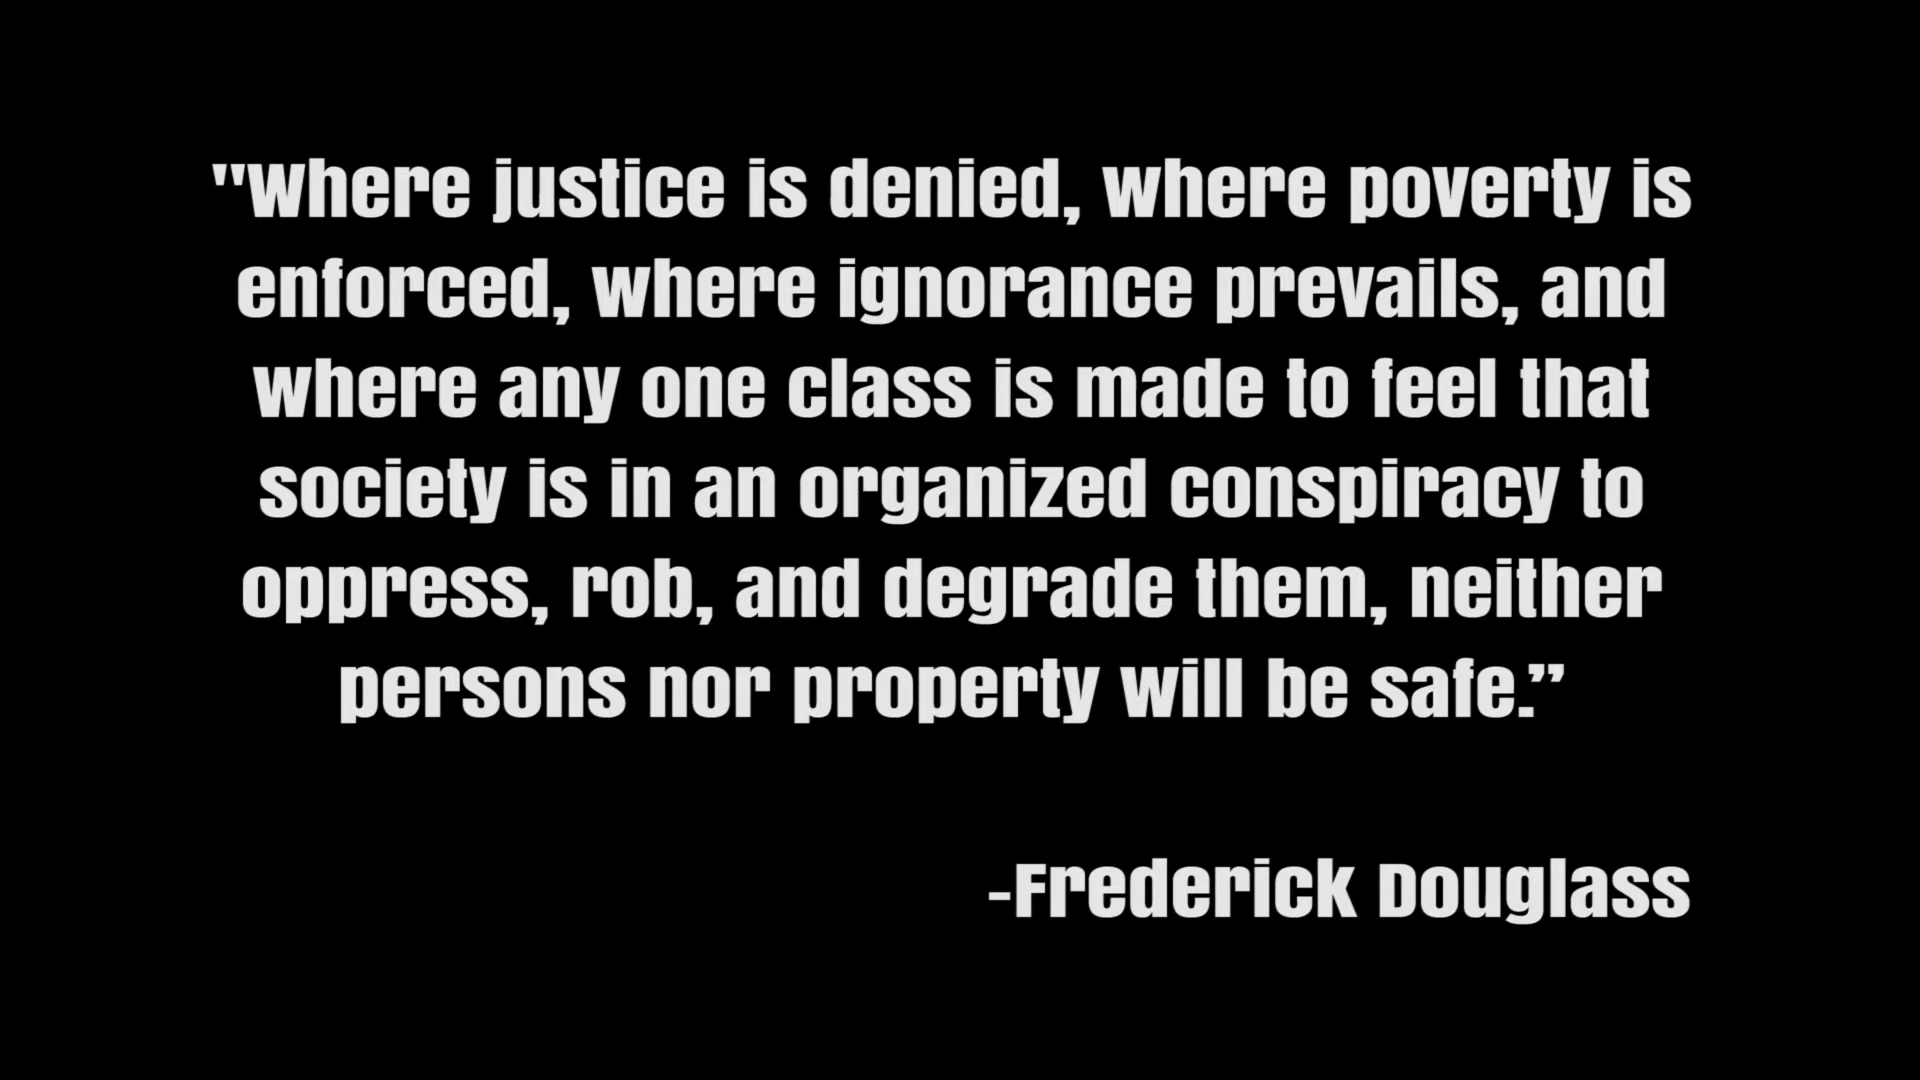 "Where justice is denied, where poverty is
enforced, where ignorance prevails, and
where any one class is made to feel that
society is in an organized conspiracy to
oppress, rob, and degrade them, neither
persons nor property will be safe.”
-Frederick Douglass